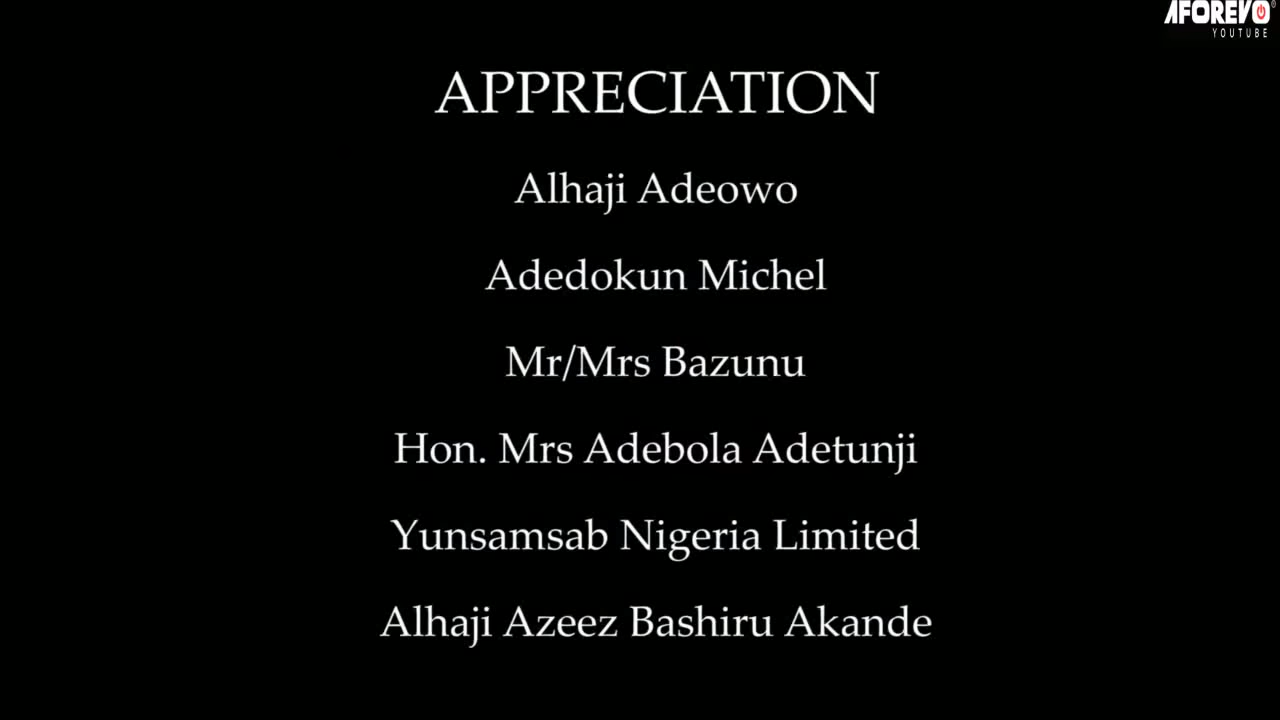 AFOREVO®
YOUTUBE
APPRECIATION
Alhaji Adeowo
Adedokun Michel
Mr/Mrs Bazunu
Hon. Mrs Adebola Adetunji
Yunsamsab Nigeria Limited
Alhaji Azeez Bashiru Akande